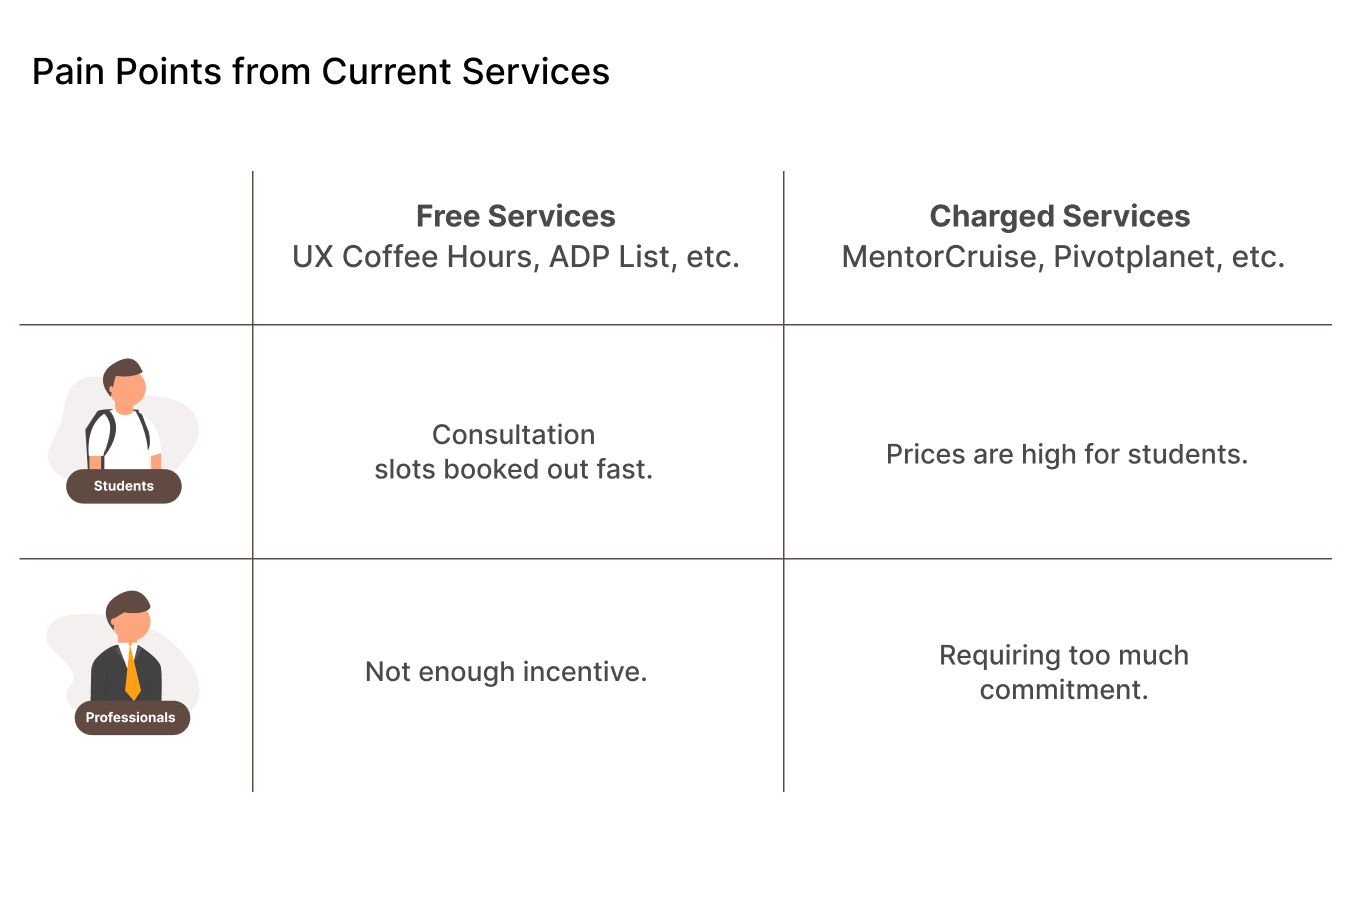 Pain Points from Current Services
Free Services
UX Coffee Hours, ADP List, etc.
Charged Services
MentorCruise, Pivotplanet, etc.
Students
Consultation
slots booked out fast.
Prices are high for students.
Professionals
Not enough incentive.
Requiring too much
commitment.